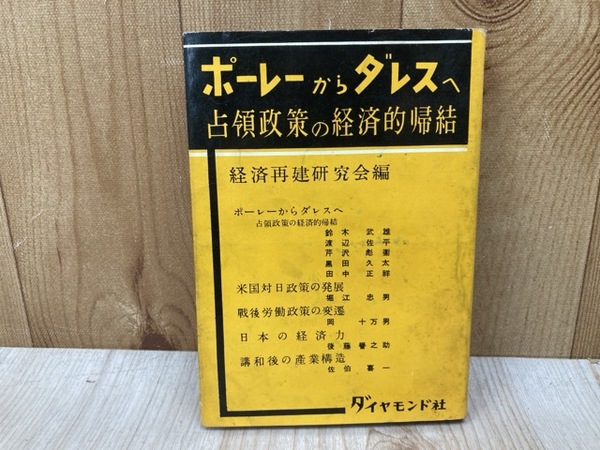 ポーレーからダレスへ
占領政策の経済的帰結
経済再建研究会編
ポーレーからダレスへ
占領政策の経済的帰結
鈴木武雄
渡辺佐平
芹沢彪衛
黒田久太
田中正祥
米国対日政策の発展
堀江忠男
戦後労働政策の変遷
岡十万男
日本の経済力
後藤誉之助
講和後の産業構造
佐伯喜一
ダイヤモンド社